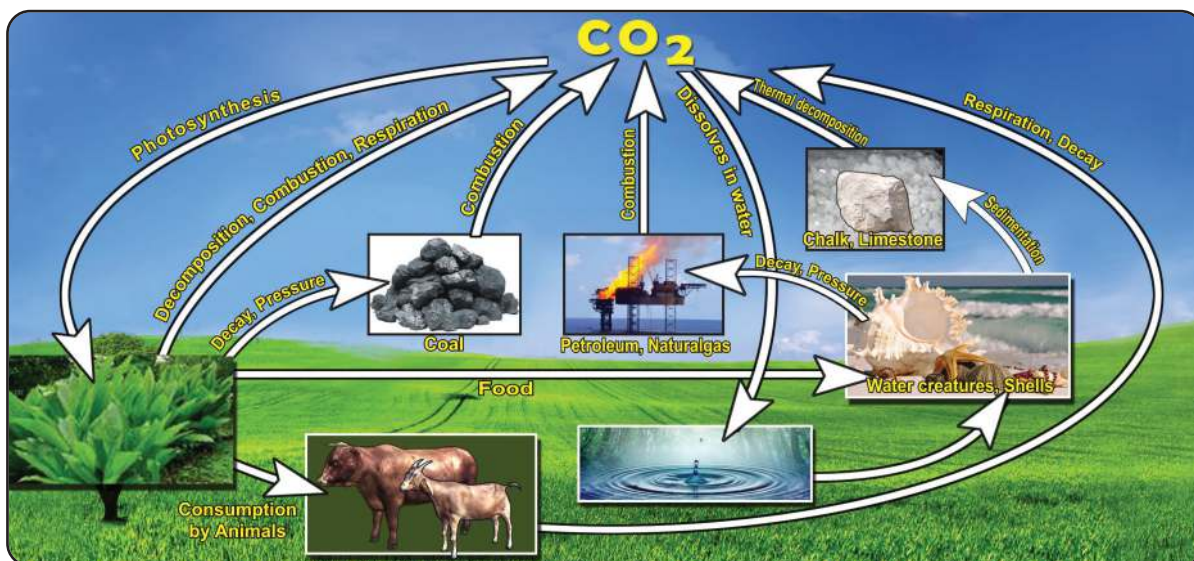 CO2
Photosynthesis
Decomposition, Combustion, Respiration
Combustion
Combustion
Dissolves in water
Thermal decomposition
Respiration, Decay
Chalk, Limestone
Sedimentation
Decay, Pressure
Decay, Pressure
Coal
Petroleum, Naturalgas
Water creatures, Shells
Food
Consumption
by Animals